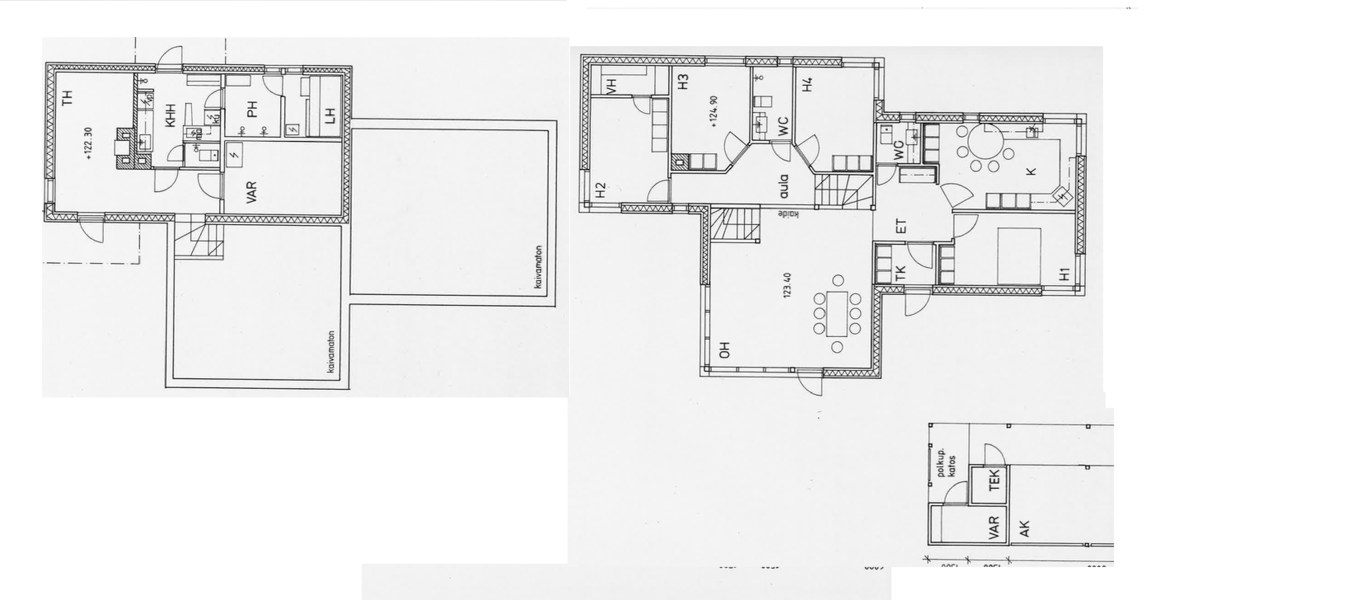 TH
+122.30
KHH
PH
LH
VAR
kaivamaton
kaivamaton
VH
H3
+124.90
WC
H4
H2
aula
kaide
WC
K
ET
H1
TK
123.40
OH
polkup.
katos
TEK
VAR
AK